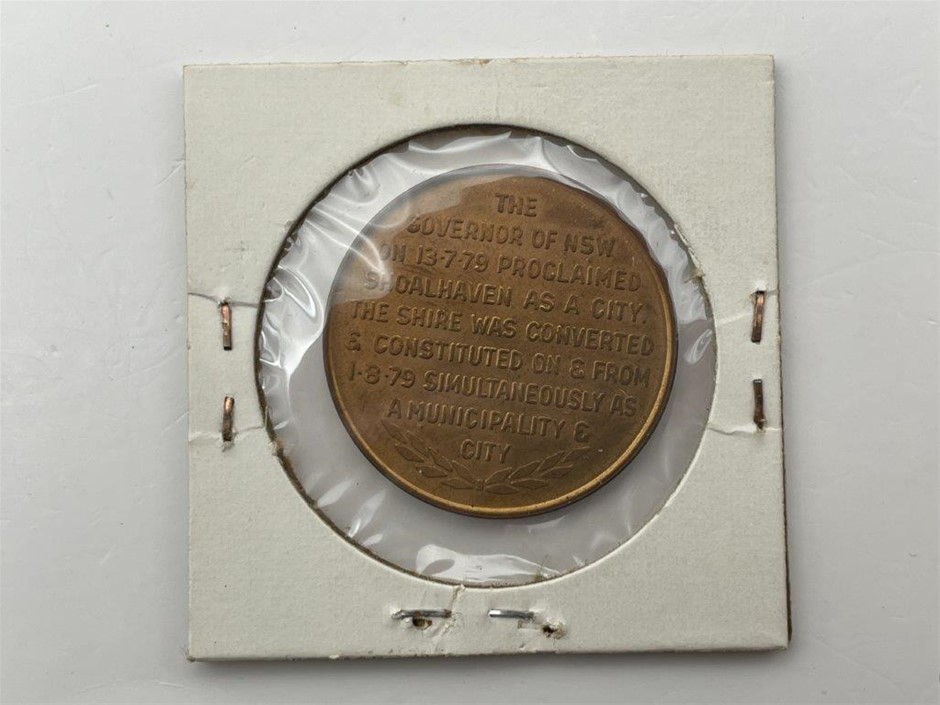 THE
GOVERNOR OF NSW
ON 13-7-79 PROCLAIMED
SHOALHAVEN AS A CITY.
THE SHIRE WAS CONVERTED
& CONSTITUTED ON & FROM
1-8-79 SIMULTANEOUSLY AS
A MUNICIPALITY &
CITY